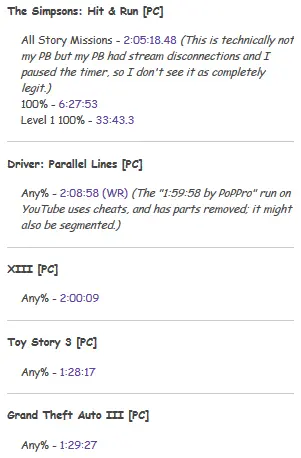 The Simpsons: Hit & Run [PC]
All Story Missions - 2:05:18.48 (This is technically not
my PB but my PB had stream disconnections and I
paused the timer, so I don't see it as completely
legit.)
100% - 6:27:53
Level 1 100% - 33:43.3
Driver: Parallel Lines [PC]
Any% - 2:08:58 (WR) (The "1:59:58 by PoPPro" run on
YouTube uses cheats, and has parts removed; it might
also be segmented.)
XIII [PC]
Any% - 2:00:09
Toy Story 3 [PC]
Any% - 1:28:17
Grand Theft Auto III [PC]
Any% - 1:29:27